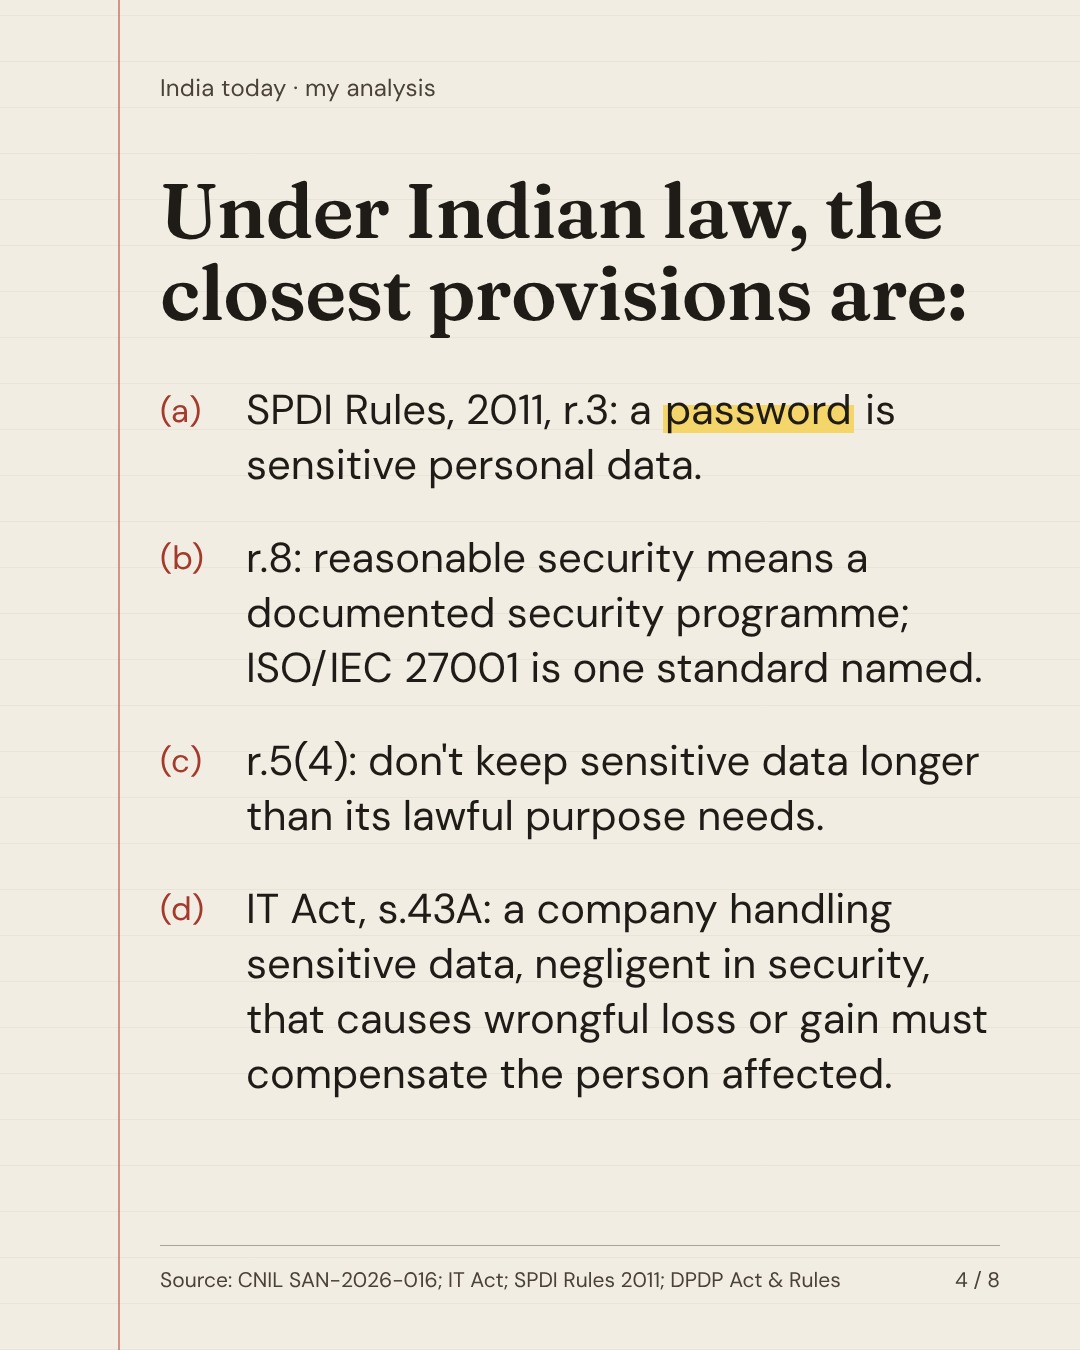 India today · my analysis
Under Indian law, the
closest provisions are:
(a) SPDI Rules, 2011, r.3: a password is
sensitive personal data.
(b) r.8: reasonable security means a
documented security programme;
ISO/IEC 27001 is one standard named.
(c) r.5(4): don't keep sensitive data longer
than its lawful purpose needs.
(d) IT Act, s.43A: a company handling
sensitive data, negligent in security,
that causes wrongful loss or gain must
compensate the person affected.
Source: CNIL SAN-2026-016; IT Act; SPDI Rules 2011; DPDP Act & Rules 4 / 8